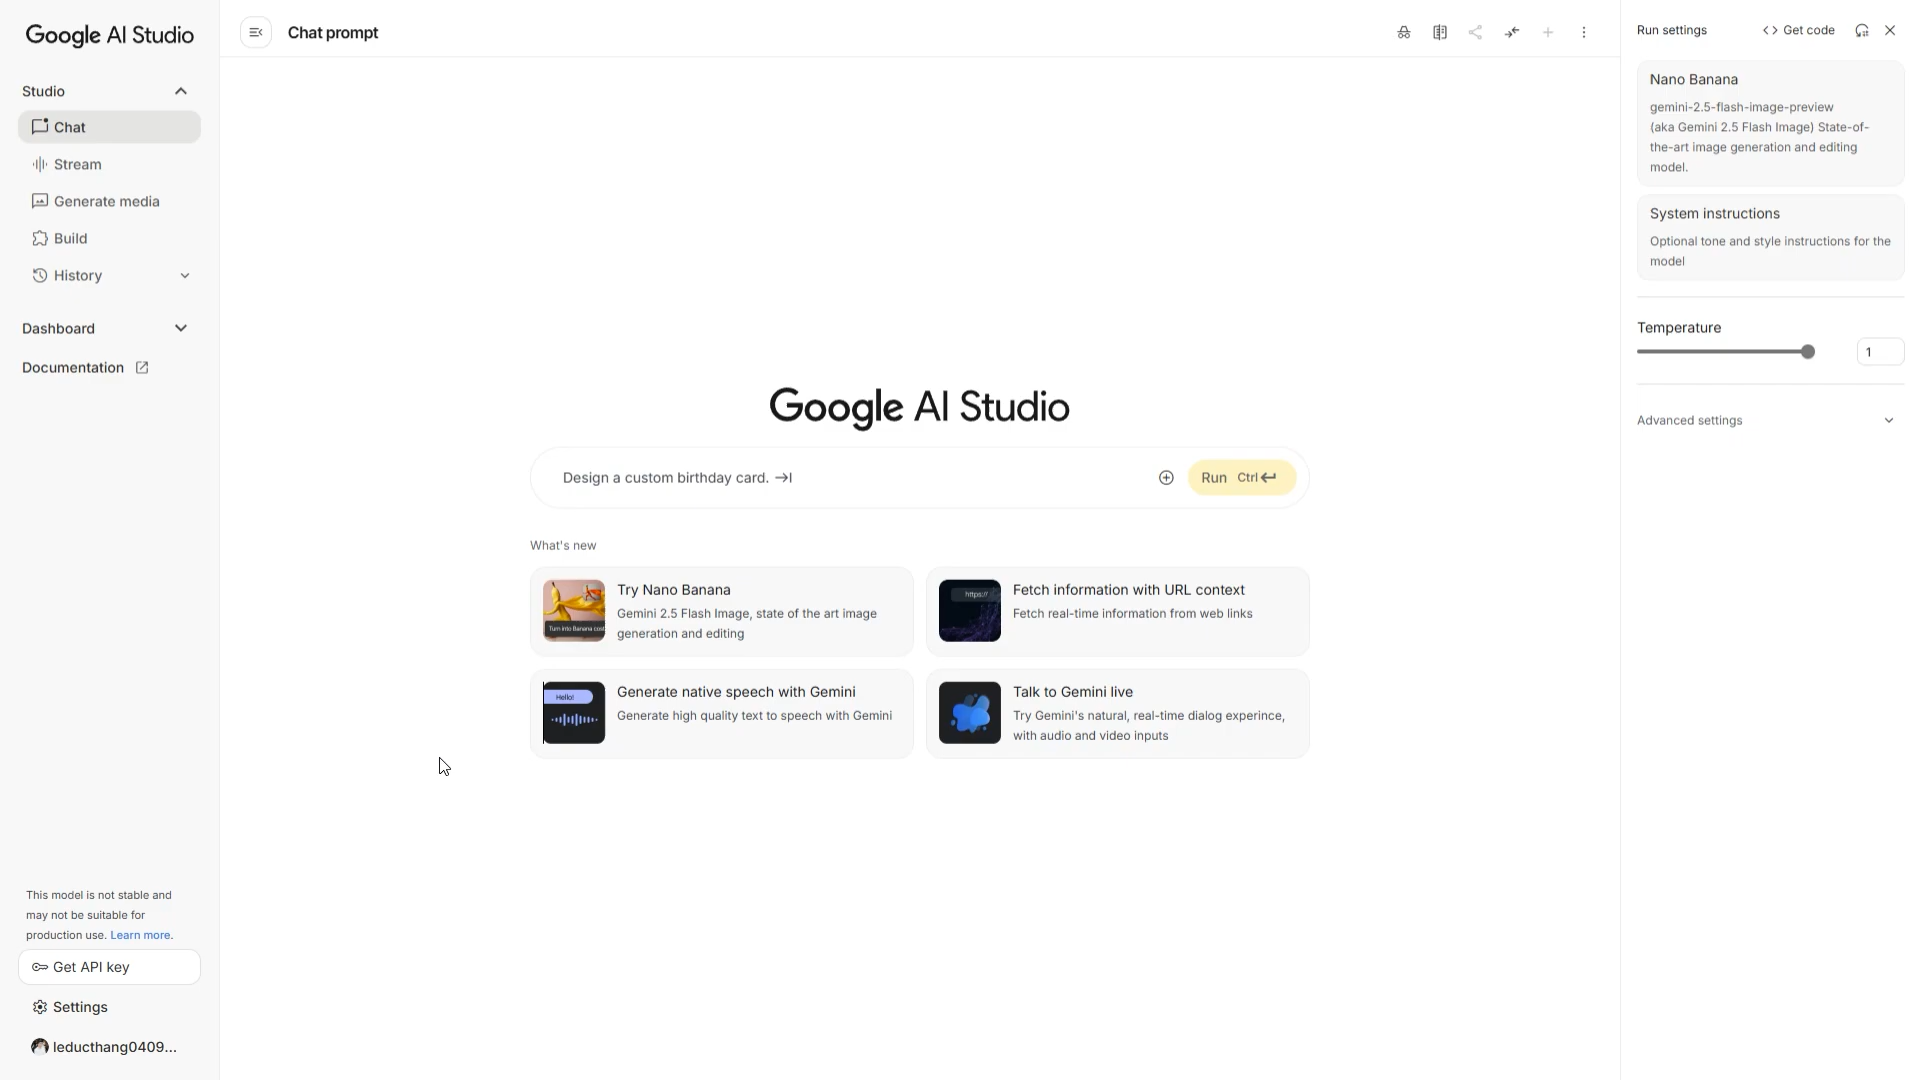 Google AI Studio
Studio
Chat
Stream
Generate media
Build
History
Dashboard
Documentation
This model is not stable and
may not be suitable for
production use. Learn more.
Get API key
Settings
leducthang0409...
Chat prompt
Google AI Studio
Design a custom birthday card.
Run Ctrl
What's new
Turn into Banana cost
Try Nano Banana
Gemini 2.5 Flash Image, state of the art image
generation and editing
https://
Fetch information with URL context
Fetch real-time information from web links
Hello!
Generate native speech with Gemini
Generate high quality text to speech with Gemini
Talk to Gemini live
Try Gemini's natural, real-time dialog experince,
with audio and video inputs
Run settings
<> Get code
Nano Banana
gemini-2.5-flash-image-preview
(aka Gemini 2.5 Flash Image) State-of-
the-art image generation and editing
model.
System instructions
Optional tone and style instructions for the
model
Temperature
1
Advanced settings